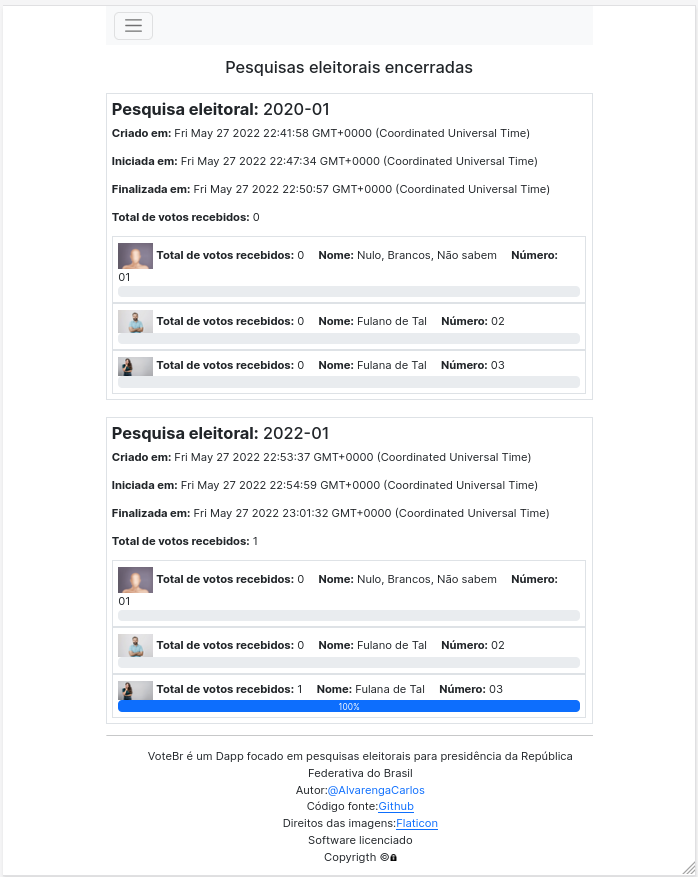 Pesquisas eleitorais encerradas
Pesquisa eleitoral: 2020-01
Criado em: Fri May 27 2022 22:41:58 GMT+0000 (Coordinated Universal Time)
Iniciada em: Fri May 27 2022 22:47:34 GMT+0000 (Coordinated Universal Time)
Finalizada em: Fri May 27 2022 22:50:57 GMT+0000 (Coordinated Universal Time)
Total de votos recebidos: 0
Total de votos recebidos: 0 Nome: Nulo, Brancos, Não sabem Número:
01
Total de votos recebidos: 0 Nome: Fulano de Tal Número: 02
Total de votos recebidos: 0 Nome: Fulana de Tal Número: 03
Pesquisa eleitoral: 2022-01
Criado em: Fri May 27 2022 22:53:37 GMT+0000 (Coordinated Universal Time)
Iniciada em: Fri May 27 2022 22:54:59 GMT+0000 (Coordinated Universal Time)
Finalizada em: Fri May 27 2022 23:01:32 GMT+0000 (Coordinated Universal Time)
Total de votos recebidos: 1
Total de votos recebidos: 0 Nome: Nulo, Brancos, Não sabem Número:
01
Total de votos recebidos: 0 Nome: Fulano de Tal Número: 02
Total de votos recebidos: 1 Nome: Fulana de Tal Número: 03
100%
VoteBr é um Dapp focado em pesquisas eleitorais para presidência da República
Federativa do Brasil
Autor:@AlvarengaCarlos
Código fonte:Github
Direitos das imagens:Flaticon
Software licenciado
Copyrigth ©